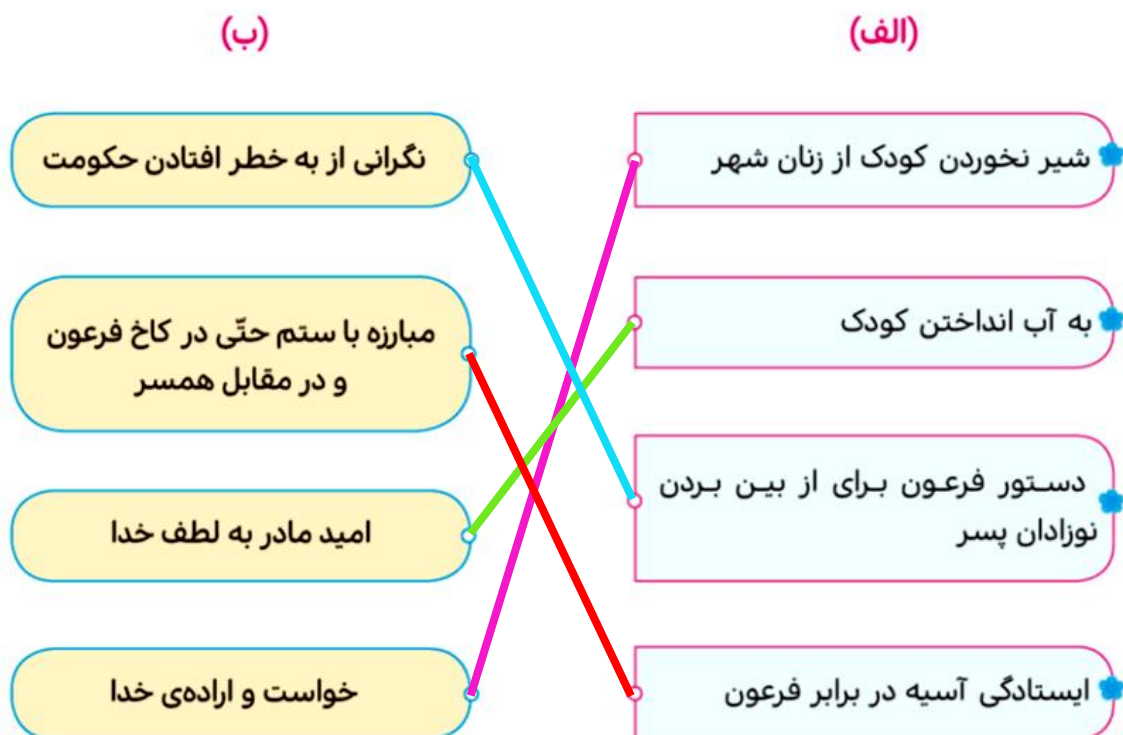 (الف)
شیر نخوردن کودک از زنان شهر
به آب انداختن کودک
دستور فرعون برای از بین بردن
نوزادان پسر
ایستادگی آسیه در برابر فرعون
(ب)
نگرانی از به خطر افتادن حکومت
مبارزه با ستم حتّی در کاخ فرعون
و در مقابل همسر
امید مادر به لطف خدا
خواست و اراده‌ی خدا